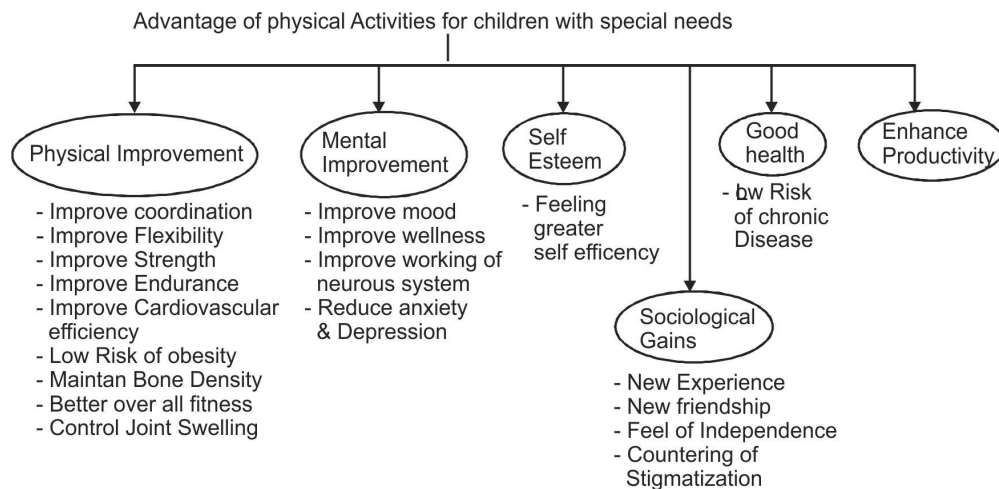 Advantage of physical Activities for children with special needs
Physical Improvement
- Improve coordination
- Improve Flexibility
- Improve Strength
- Improve Endurance
- Improve Cardiovascular
efficiency
- Low Risk of obesity
- Maintan Bone Density
- Better over all fitness
- Control Joint Swelling
Mental
Improvement
- Improve mood
- Improve wellness
- Improve working of
neurous system
- Reduce anxiety
& Depression
Self
Esteem
- Feeling
greater
self efficency
Sociological
Gains
- New Experience
- New friendship
- Feel of Independence
- Countering of
Stigmatization
Good
health
- Low Risk
of chronic
Disease
Enhance
Productivity